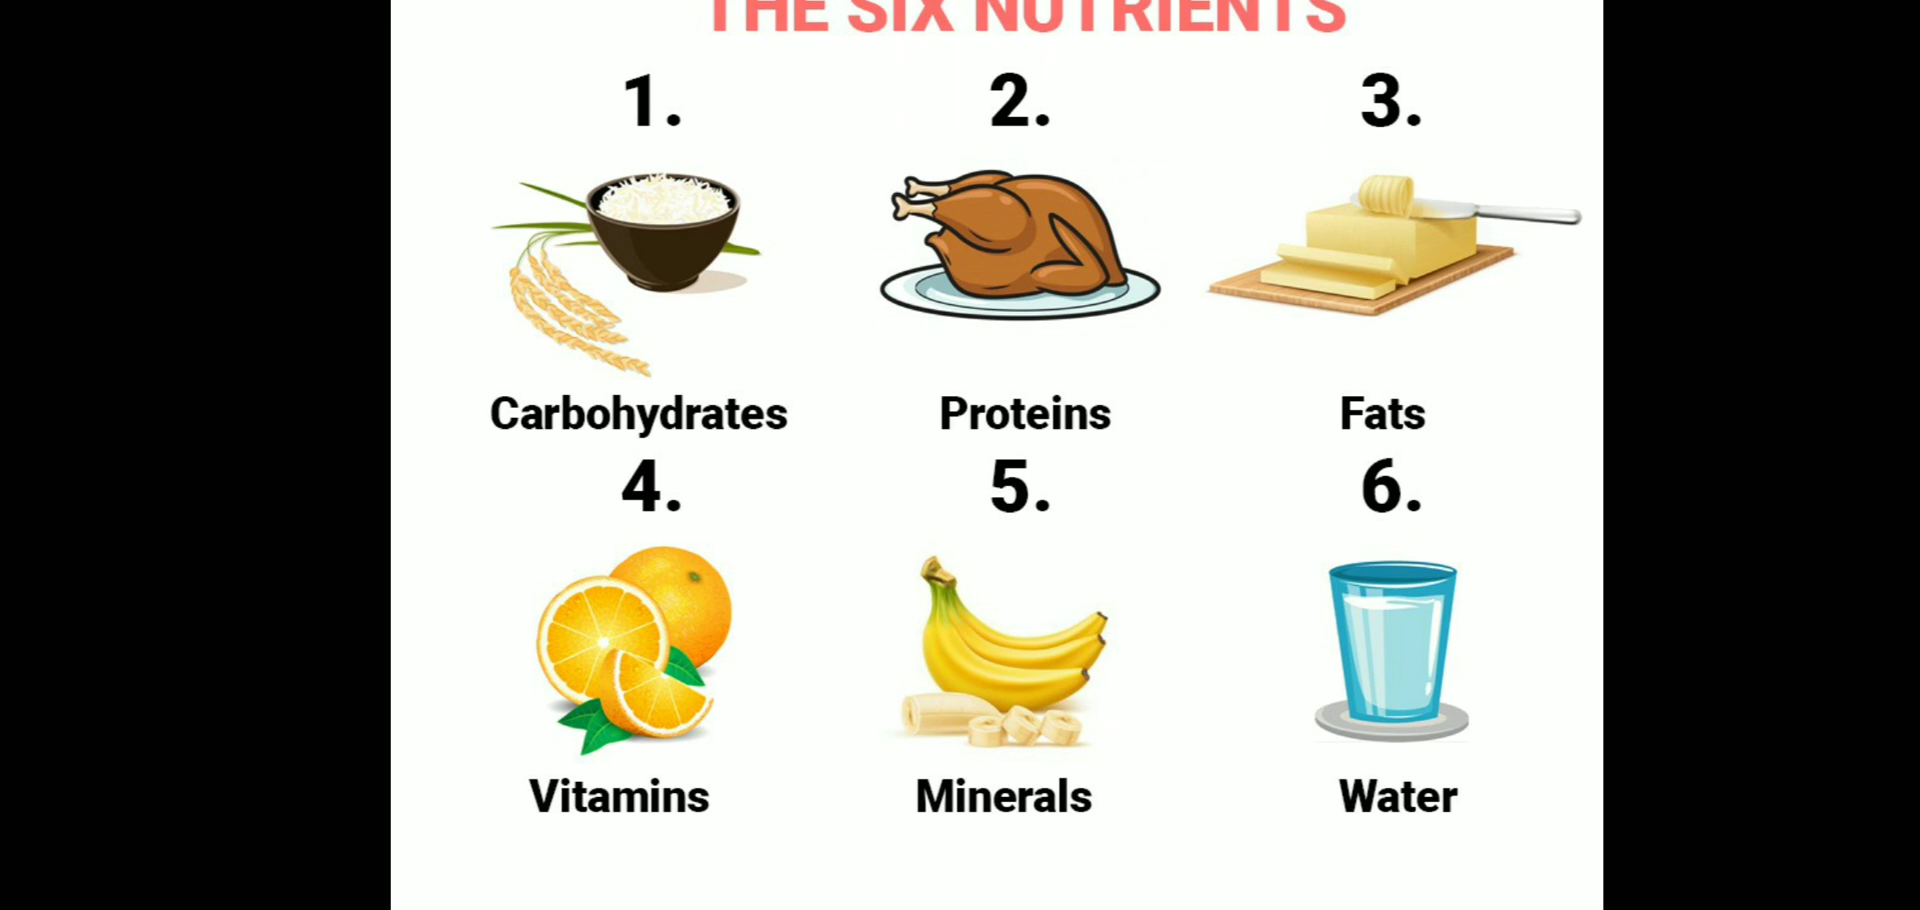 THE SIX NUTRIENTS
1. 2. 3.
Carbohydrates Proteins Fats
4. 5. 6.
Vitamins Minerals Water